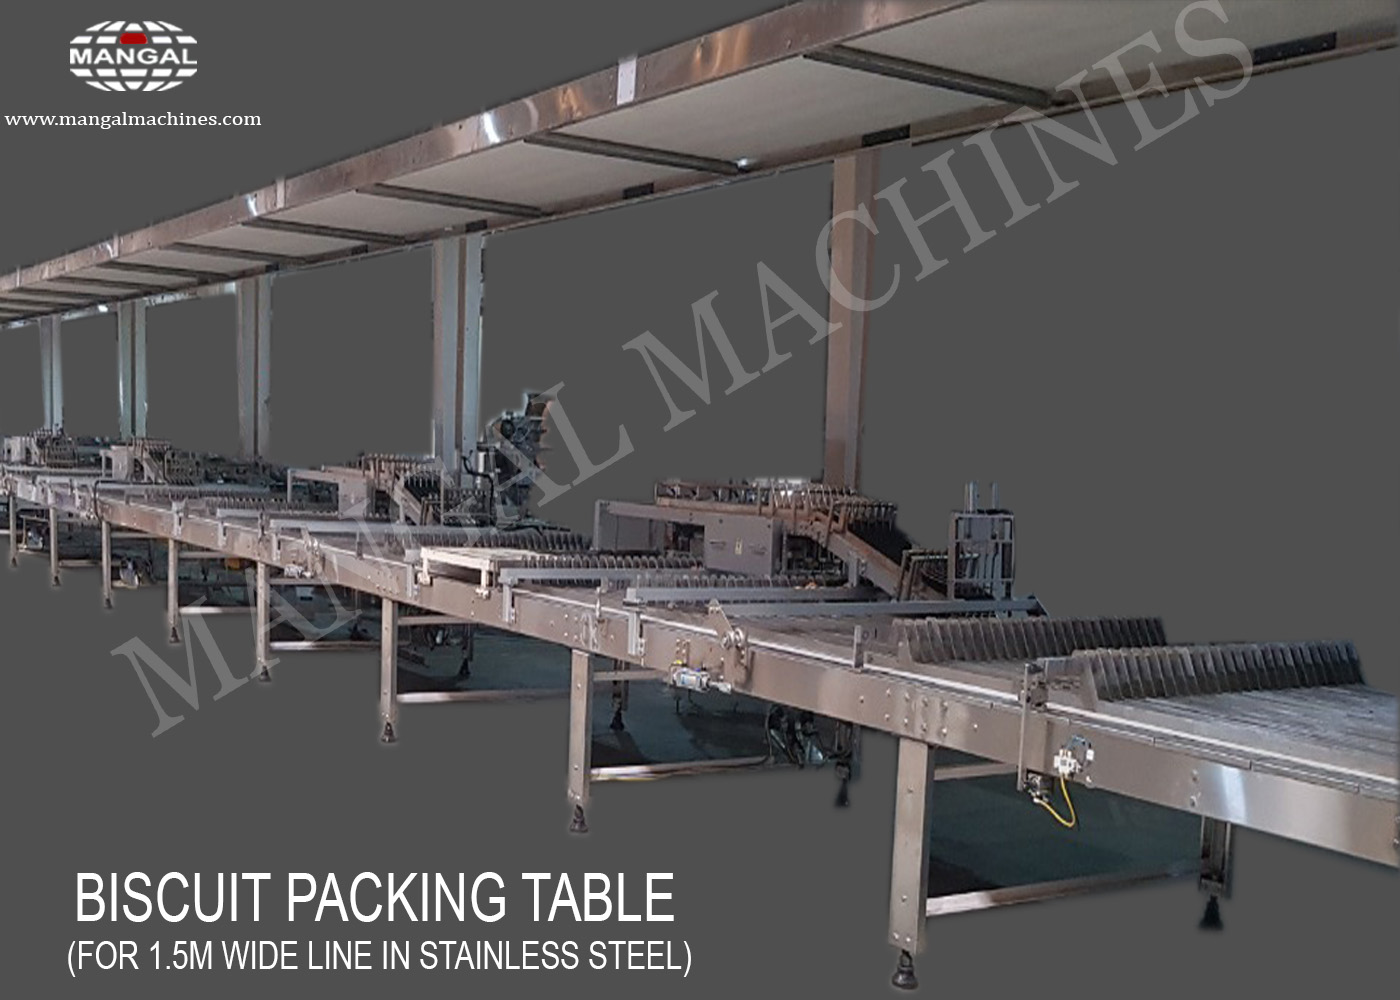 MANGAL
www.mangalmachines.com
MANGAL MACHINES
BISCUIT PACKING TABLE
(FOR 1.5M WIDE LINE IN STAINLESS STEEL)